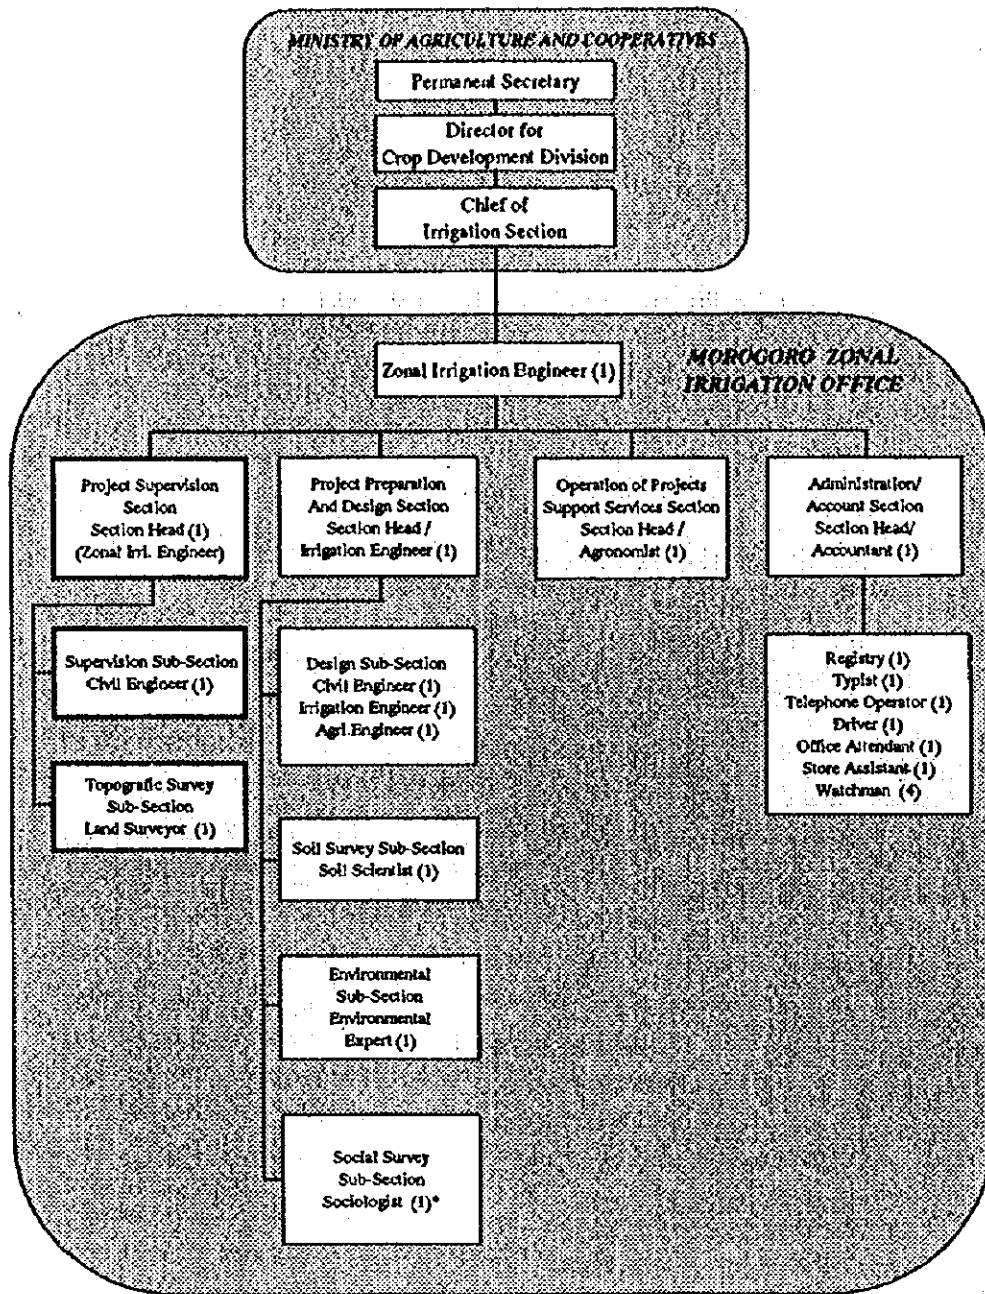 MINISTRY OF AGRICULTURE AND COOPERATIVES
Permanent Secretary
Director for
Crop Development Division
Chief of
Irrigation Section
Zonal Irrigation Engineer (1)
MOROGORO ZONAL
IRRIGATION OFFICE
Project Supervision
Section
Section Head (1)
(Zonal Irri. Engineer)
Project Preparation
And Design Section
Section Head /
Irrigation Engineer (1)
Operation of Projects
Support Services Section
Section Head /
Agronomist (1)
Administration/
Account Section
Section Head/
Accountant (1)
Supervision Sub-Section
Civil Engineer (1)
Topografic Survey
Sub-Section
Land Surveyor (1)
Design Sub-Section
Civil Engineer (1)
Irrigation Engineer (1)
Agri.Engineer (1)
Soil Survey Sub-Section
Soil Scientist (1)
Environmental
Sub-Section
Environmental
Expert (1)
Social Survey
Sub-Section
Sociologist (1)*
Registry (1)
Typist (1)
Telephone Operator (1)
Driver (1)
Office Attendant (1)
Store Assistant (1)
Watchman (4)